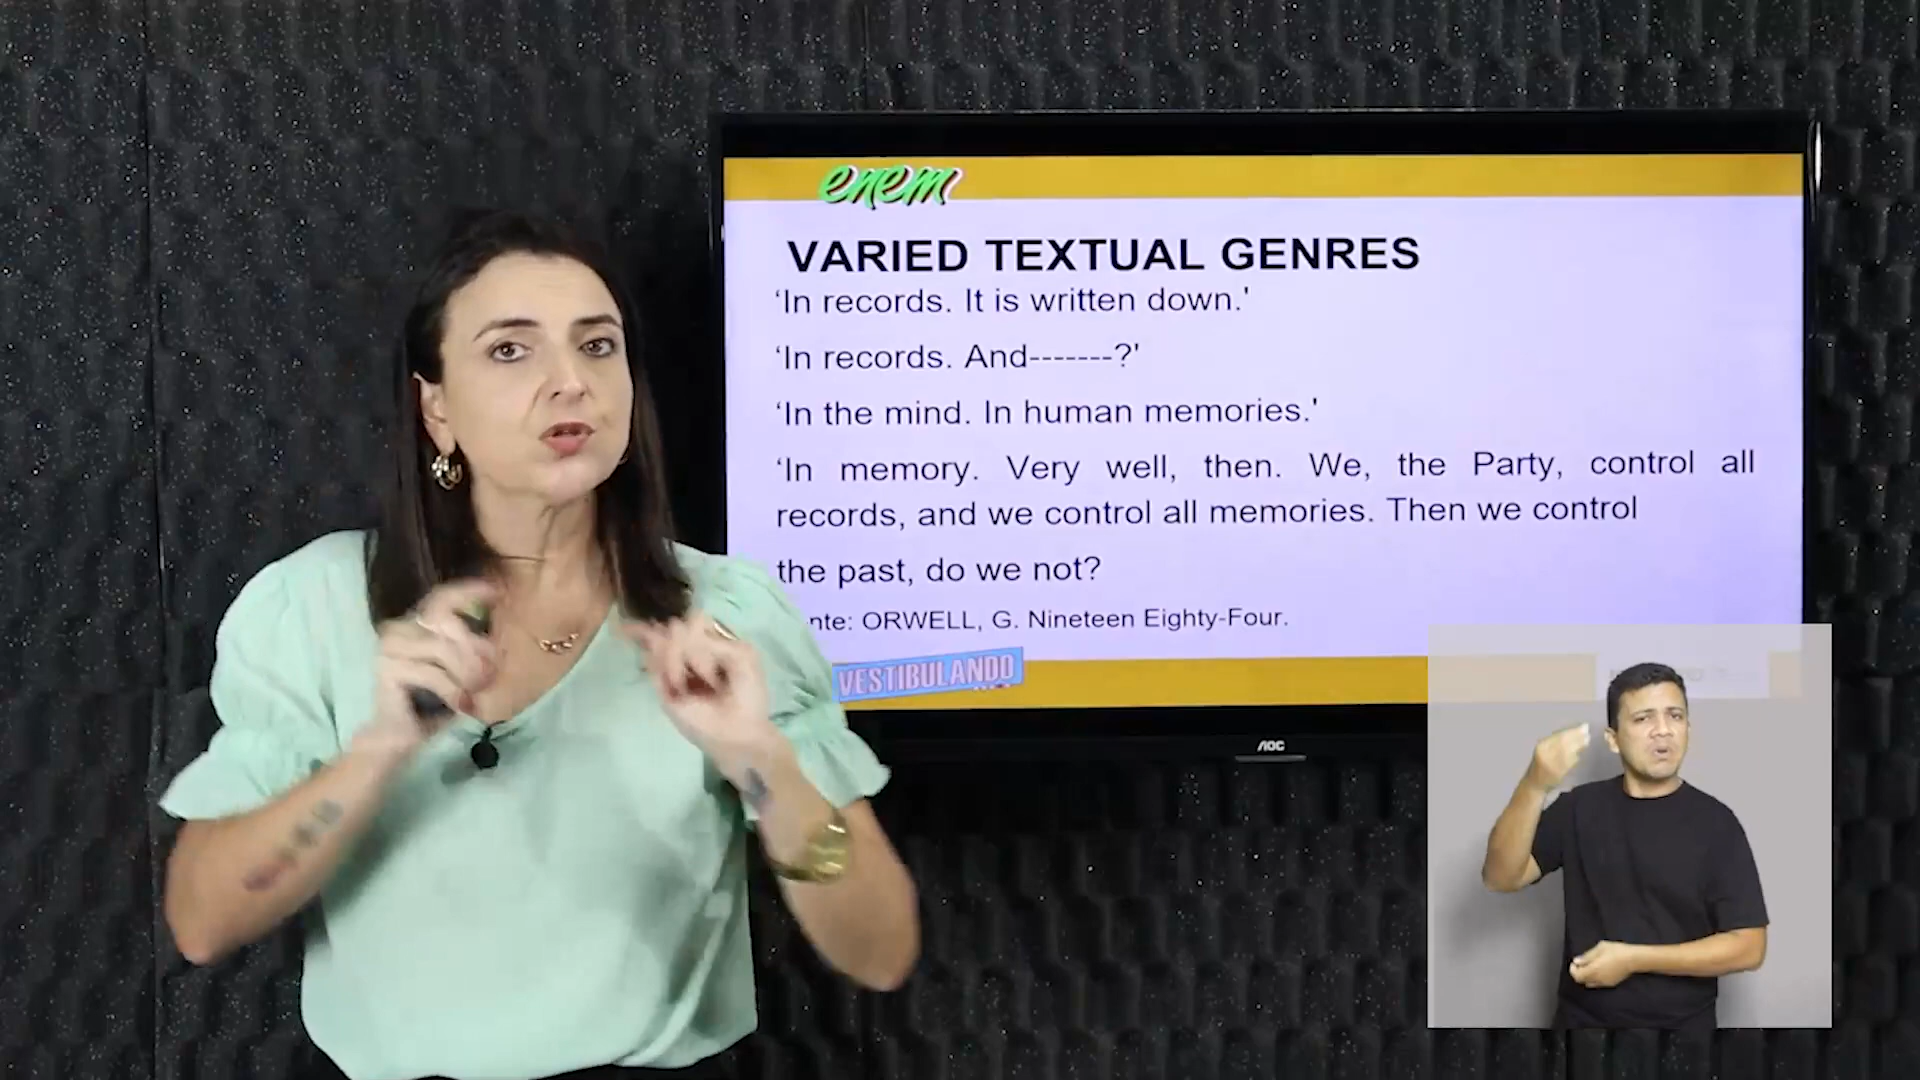 enem
VARIED TEXTUAL GENRES
‘In records. It is written down.'
‘In records. And-------?'
‘In the mind. In human memories.'
‘In memory. Very well, then. We, the Party, control all
records, and we control all memories. Then we control
the past, do we not?
nte: ORWELL, G. Nineteen Eighty-Four.
VESTIBULANDO
AOC